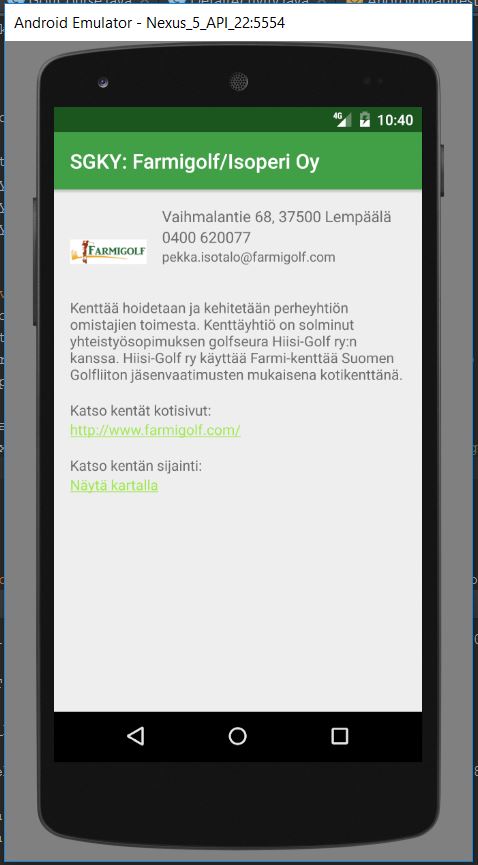 Android Emulator - Nexus_5_API_22:5554
4G 10:40
SGKY: Farmigolf/Isoperi Oy
Vaihmalantie 68, 37500 Lempäälä
0400 620077
FARMIGOLF
pekka.isotalo@farmigolf.com
Kenttää hoidetaan ja kehitetään perheyhtiön
omistajien toimesta. Kenttäyhtiö on solminut
yhteistyösopimuksen golfseura Hiisi-Golf ry:n
kanssa. Hiisi-Golf ry käyttää Farmi-kenttää Suomen
Golfliiton jäsenvaatimusten mukaisena kotikenttänä.
Katso kentät kotisivut:
http://www.farmigolf.com/
Katso kentän sijainti:
Näytä kartalla